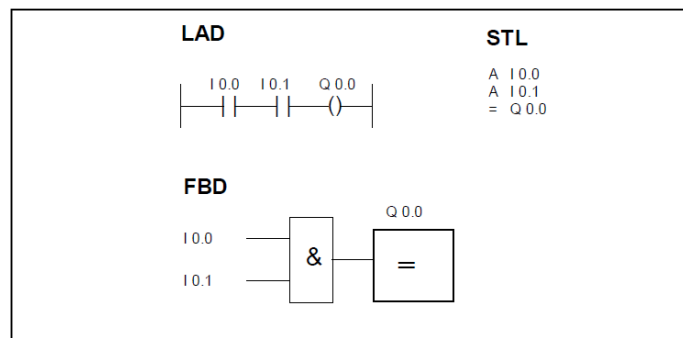 LAD
I 0.0 I 0.1 Q 0.0
()
STL
A I 0.0
A I 0.1
= Q 0.0
FBD
Q 0.0
I 0.0
&
=
I 0.1